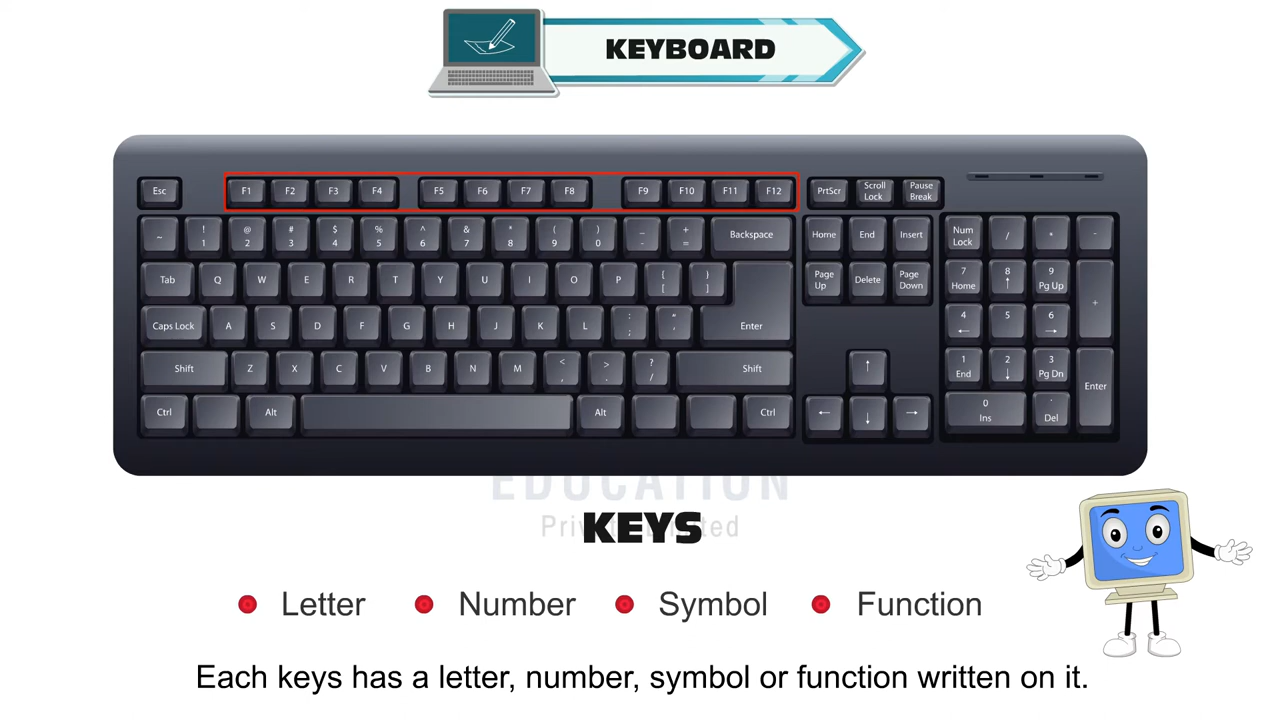 KEYBOARD
Esc F1 F2 F3 F4 F5 F6 F7 F8 F9 F10 F11 F12 PrtScr Scroll Lock Pause Break
~ ! 1 @ 2 # 3 $ 4 % 5 ^ 6 & 7 * 8 ( 9 ) 0 _ - + = Backspace Home End Insert Num Lock / * -
Tab Q W E R T Y U I O P { [ } ] Page Up Delete Page Down 7 Home 8 ↑ 9 Pg Up +
Caps Lock A S D F G H J K L : ; " ' Enter 4 ← 5 6 →
Shift Z X C V B N M < , > . ? / Shift ↑ 1 End 2 ↓ 3 Pg Dn Enter
Ctrl Alt Alt Ctrl ← ↓ → 0 Ins . Del
EDUCATION
KEYS
Letter Number Symbol Function
Each keys has a letter, number, symbol or function written on it.